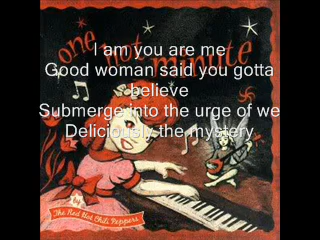 I am you are me
Good woman said you gotta
believe
Submerge into the urge of we
Deliciously the mystery
one hot minute
by
The Red Hot Chili Peppers